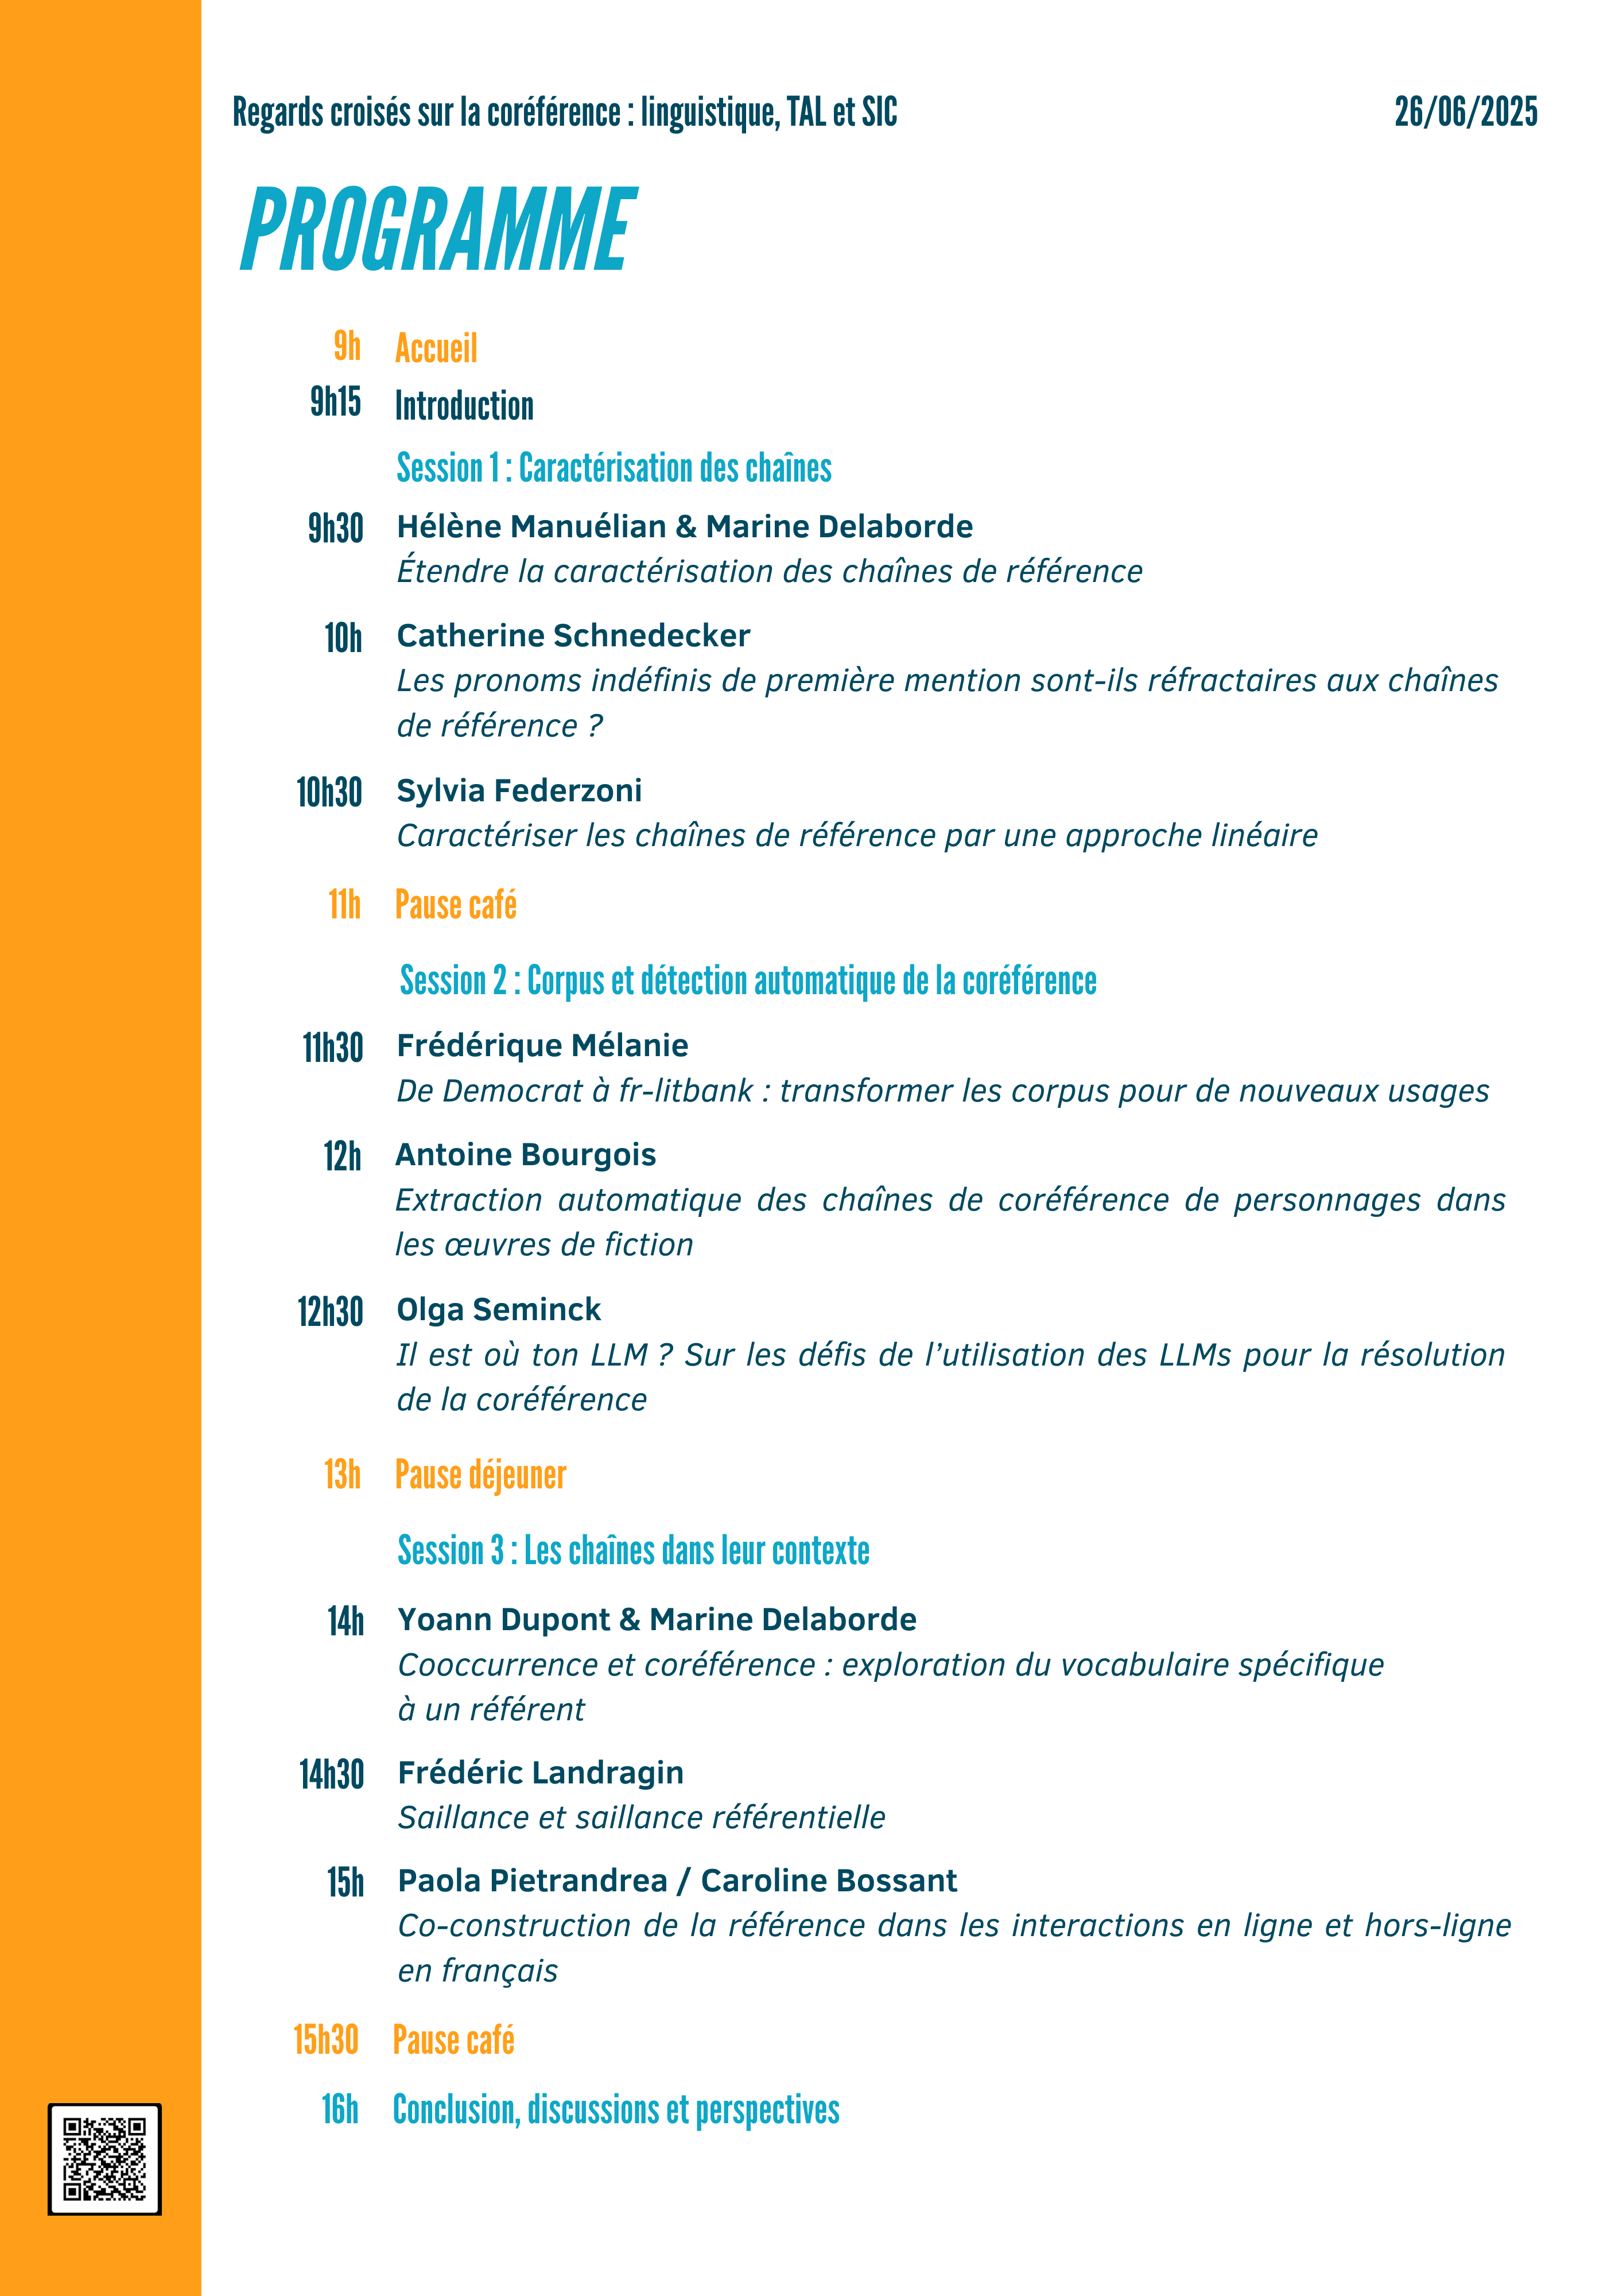 Regards croisés sur la coréférence : linguistique, TAL et SIC 26/06/2025
PROGRAMME
9h Accueil
9h15 Introduction
Session 1 : Caractérisation des chaînes
9h30 Hélène Manuélian & Marine Delaborde
Étendre la caractérisation des chaînes de référence
10h Catherine Schnedecker
Les pronoms indéfinis de première mention sont-ils réfractaires aux chaînes
de référence ?
10h30 Sylvia Federzoni
Caractériser les chaînes de référence par une approche linéaire
11h Pause café
Session 2 : Corpus et détection automatique de la coréférence
11h30 Frédérique Mélanie
De Democrat à fr-litbank : transformer les corpus pour de nouveaux usages
12h Antoine Bourgois
Extraction automatique des chaînes de coréférence de personnages dans
les œuvres de fiction
12h30 Olga Seminck
Il est où ton LLM ? Sur les défis de l’utilisation des LLMs pour la résolution
de la coréférence
13h Pause déjeuner
Session 3 : Les chaînes dans leur contexte
14h Yoann Dupont & Marine Delaborde
Cooccurrence et coréférence : exploration du vocabulaire spécifique
à un référent
14h30 Frédéric Landragin
Saillance et saillance référentielle
15h Paola Pietrandrea / Caroline Bossant
Co-construction de la référence dans les interactions en ligne et hors-ligne
en français
15h30 Pause café
16h Conclusion, discussions et perspectives